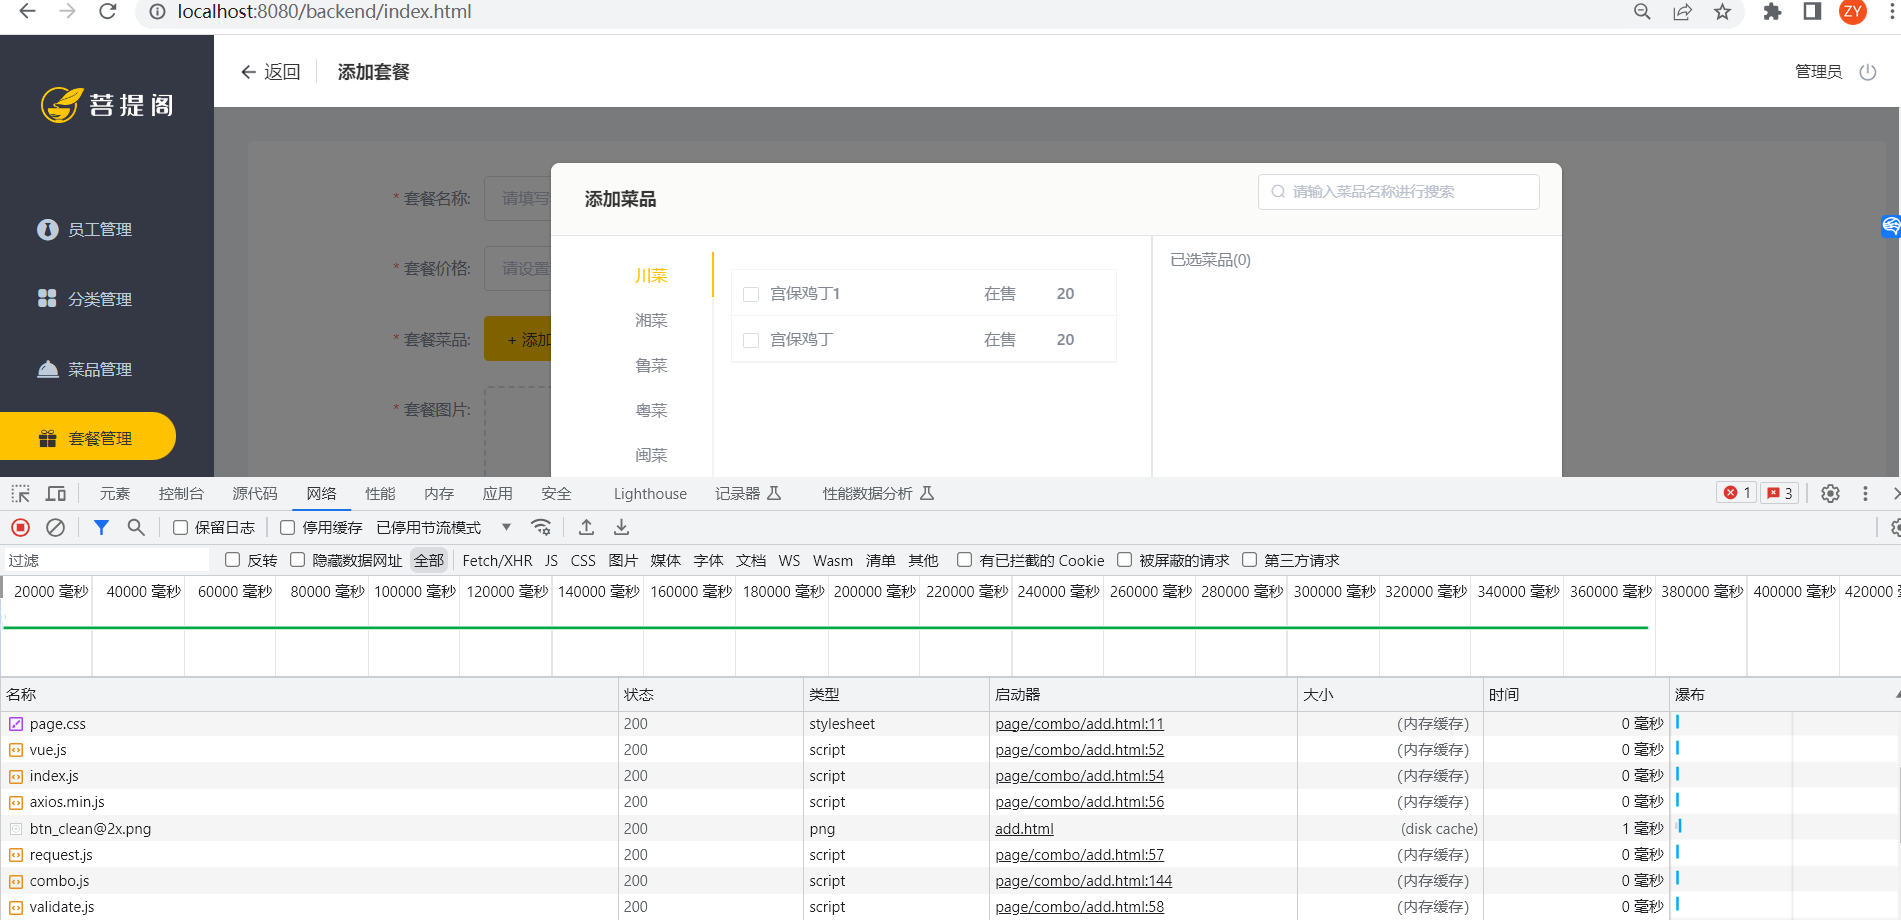 localhost:8080/backend/index.html
ZY
菩提阁
返回 添加套餐
管理员
员工管理
分类管理
菜品管理
套餐管理
* 套餐名称: 请填写
* 套餐价格: 请设置
* 套餐菜品: + 添加
* 套餐图片:
添加菜品
请输入菜品名称进行搜索
川菜
湘菜
鲁菜
粤菜
闽菜
宫保鸡丁1 在售 20
宫保鸡丁 在售 20
已选菜品(0)
元素 控制台 源代码 网络 性能 内存 应用 安全 Lighthouse 记录器 性能数据分析 1 3
保留日志 停用缓存 已停用节流模式
过滤 反转 隐藏数据网址 全部 Fetch/XHR JS CSS 图片 媒体 字体 文档 WS Wasm 清单 其他 有已拦截的 Cookie 被屏蔽的请求 第三方请求
20000 毫秒 40000 毫秒 60000 毫秒 80000 毫秒 100000 毫秒 120000 毫秒 140000 毫秒 160000 毫秒 180000 毫秒 200000 毫秒 220000 毫秒 240000 毫秒 260000 毫秒 280000 毫秒 300000 毫秒 320000 毫秒 340000 毫秒 360000 毫秒 380000 毫秒 400000 毫秒 420000
名称 状态 类型 启动器 大小 时间 瀑布
page.css 200 stylesheet page/combo/add.html:11 (内存缓存) 0 毫秒
vue.js 200 script page/combo/add.html:52 (内存缓存) 0 毫秒
index.js 200 script page/combo/add.html:54 (内存缓存) 0 毫秒
axios.min.js 200 script page/combo/add.html:56 (内存缓存) 0 毫秒
btn_clean@2x.png 200 png add.html (disk cache) 1 毫秒
request.js 200 script page/combo/add.html:57 (内存缓存) 0 毫秒
combo.js 200 script page/combo/add.html:144 (内存缓存) 0 毫秒
validate.js 200 script page/combo/add.html:58 (内存缓存) 0 毫秒